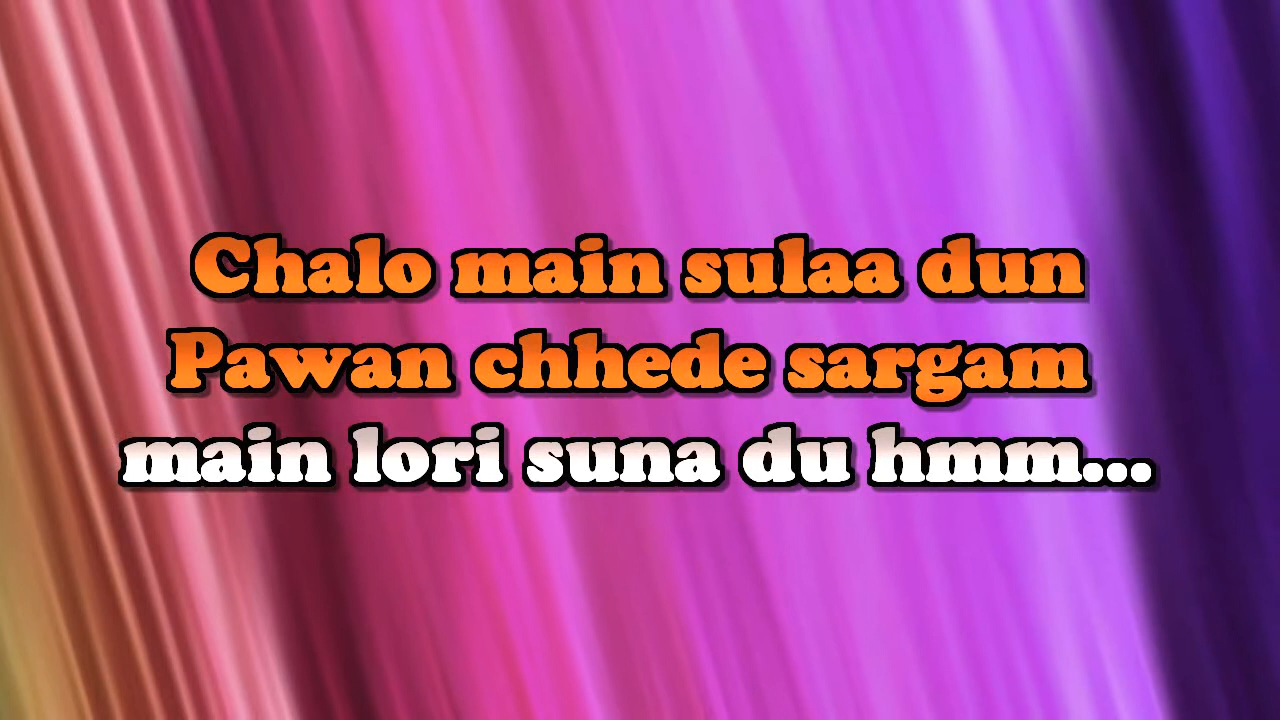 Chalo main sulaa dun
Pawan chhede sargam
main lori suna du hmm...